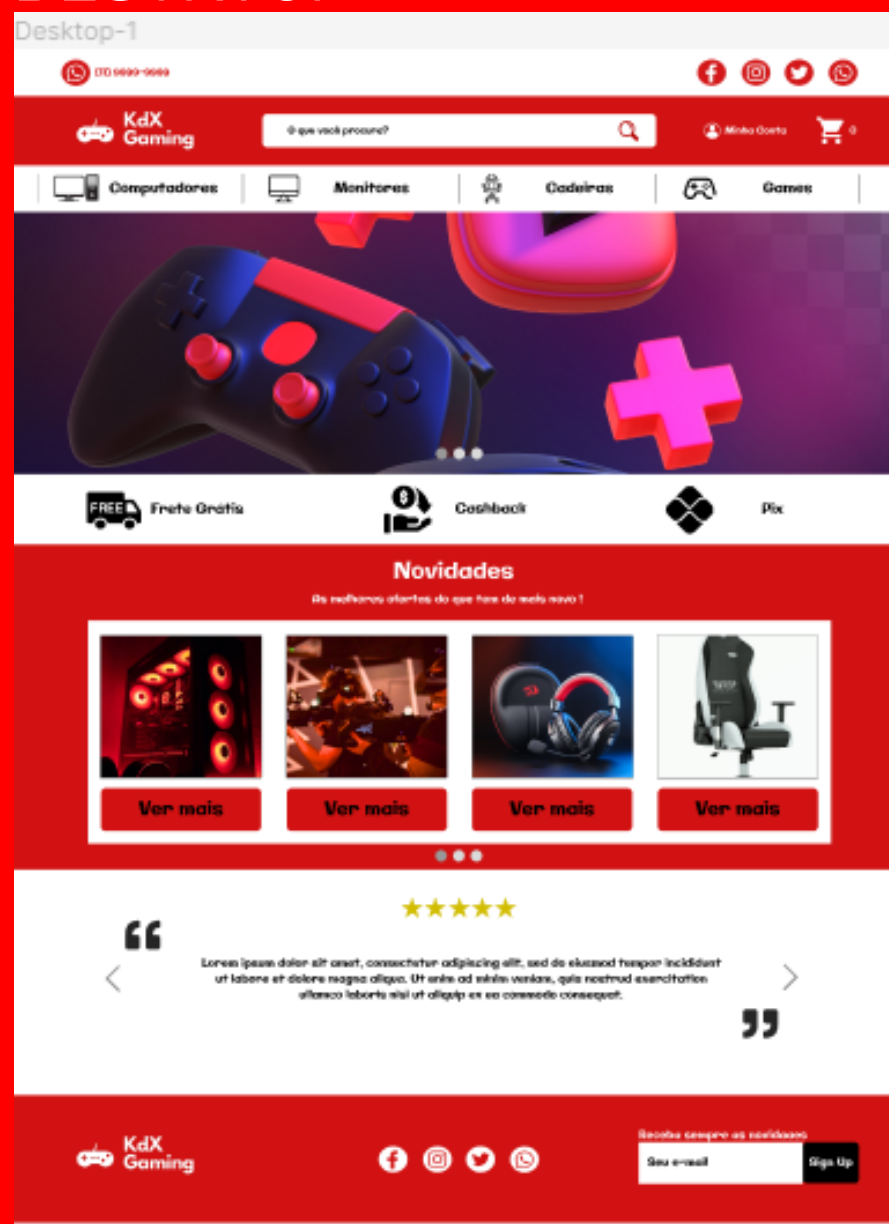 Desktop-1
KdX
Gaming
O que você procura?
Minha Conta
0
Computadores
Monitores
Cadeiras
Games
FREE
Frete Grátis
Cashback
Pix
Novidades
As melhores ofertas do que tem de mais novo !
Ver mais
Ver mais
Ver mais
Ver mais
Lorem ipsum dolor sit amet, consectetur adipiscing elit, sed do eiusmod tempor incididunt
ut labore et dolore magna aliqua. Ut enim ad minim veniam, quis nostrud exercitation
ullamco laboris nisi ut aliquip ex ea commodo consequat.
KdX
Gaming
Receba sempre as novidades
Seu e-mail
Sign Up